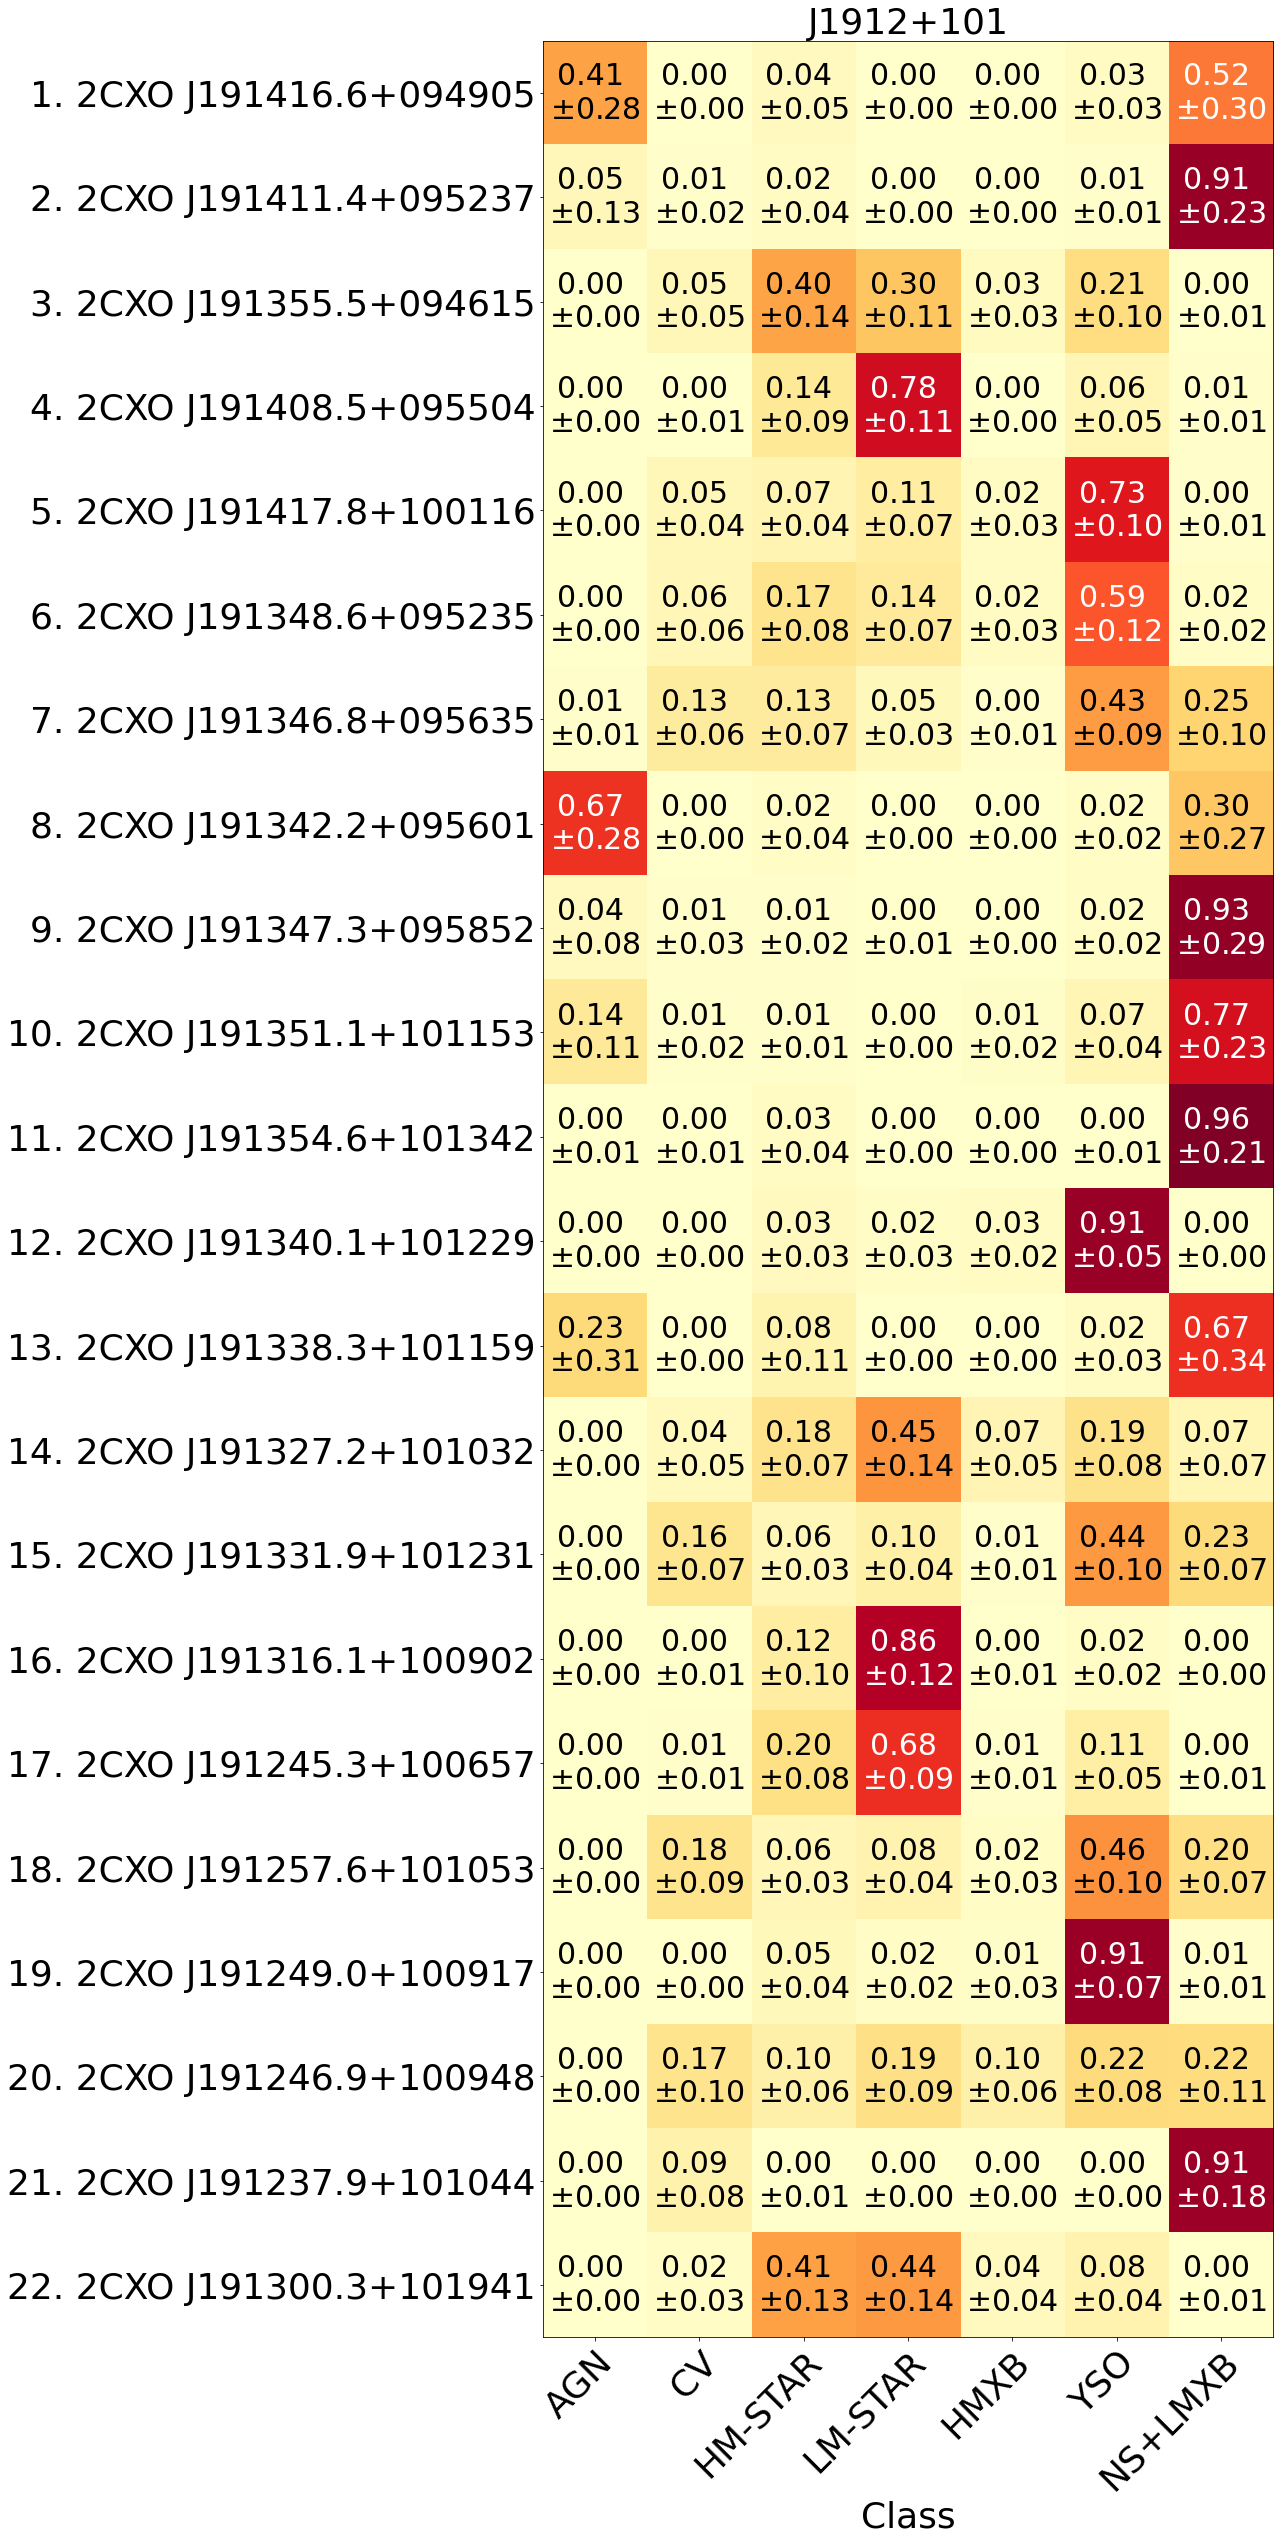 J1912+101
1. 2CXO J191416.6+094905 0.41 0.00 0.04 0.00 0.00 0.03 0.52
±0.28 ±0.00 ±0.05 ±0.00 ±0.00 ±0.03 ±0.30
2. 2CXO J191411.4+095237 0.05 0.01 0.02 0.00 0.00 0.01 0.91
±0.13 ±0.02 ±0.04 ±0.00 ±0.00 ±0.01 ±0.23
3. 2CXO J191355.5+094615 0.00 0.05 0.40 0.30 0.03 0.21 0.00
±0.00 ±0.05 ±0.14 ±0.11 ±0.03 ±0.10 ±0.01
4. 2CXO J191408.5+095504 0.00 0.00 0.14 0.78 0.00 0.06 0.01
±0.00 ±0.01 ±0.09 ±0.11 ±0.00 ±0.05 ±0.01
5. 2CXO J191417.8+100116 0.00 0.05 0.07 0.11 0.02 0.73 0.00
±0.00 ±0.04 ±0.04 ±0.07 ±0.03 ±0.10 ±0.01
6. 2CXO J191348.6+095235 0.00 0.06 0.17 0.14 0.02 0.59 0.02
±0.00 ±0.06 ±0.08 ±0.07 ±0.03 ±0.12 ±0.02
7. 2CXO J191346.8+095635 0.01 0.13 0.13 0.05 0.00 0.43 0.25
±0.01 ±0.06 ±0.07 ±0.03 ±0.01 ±0.09 ±0.10
8. 2CXO J191342.2+095601 0.67 0.00 0.02 0.00 0.00 0.02 0.30
±0.28 ±0.00 ±0.04 ±0.00 ±0.00 ±0.02 ±0.27
9. 2CXO J191347.3+095852 0.04 0.01 0.01 0.00 0.00 0.02 0.93
±0.08 ±0.03 ±0.02 ±0.01 ±0.00 ±0.02 ±0.29
10. 2CXO J191351.1+101153 0.14 0.01 0.01 0.00 0.01 0.07 0.77
±0.11 ±0.02 ±0.01 ±0.00 ±0.02 ±0.04 ±0.23
11. 2CXO J191354.6+101342 0.00 0.00 0.03 0.00 0.00 0.00 0.96
±0.01 ±0.01 ±0.04 ±0.00 ±0.00 ±0.01 ±0.21
12. 2CXO J191340.1+101229 0.00 0.00 0.03 0.02 0.03 0.91 0.00
±0.00 ±0.00 ±0.03 ±0.03 ±0.02 ±0.05 ±0.00
13. 2CXO J191338.3+101159 0.23 0.00 0.08 0.00 0.00 0.02 0.67
±0.31 ±0.00 ±0.11 ±0.00 ±0.00 ±0.03 ±0.34
14. 2CXO J191327.2+101032 0.00 0.04 0.18 0.45 0.07 0.19 0.07
±0.00 ±0.05 ±0.07 ±0.14 ±0.05 ±0.08 ±0.07
15. 2CXO J191331.9+101231 0.00 0.16 0.06 0.10 0.01 0.44 0.23
±0.00 ±0.07 ±0.03 ±0.04 ±0.01 ±0.10 ±0.07
16. 2CXO J191316.1+100902 0.00 0.00 0.12 0.86 0.00 0.02 0.00
±0.00 ±0.01 ±0.10 ±0.12 ±0.01 ±0.02 ±0.00
17. 2CXO J191245.3+100657 0.00 0.01 0.20 0.68 0.01 0.11 0.00
±0.00 ±0.01 ±0.08 ±0.09 ±0.01 ±0.05 ±0.01
18. 2CXO J191257.6+101053 0.00 0.18 0.06 0.08 0.02 0.46 0.20
±0.00 ±0.09 ±0.03 ±0.04 ±0.03 ±0.10 ±0.07
19. 2CXO J191249.0+100917 0.00 0.00 0.05 0.02 0.01 0.91 0.01
±0.00 ±0.00 ±0.04 ±0.02 ±0.03 ±0.07 ±0.01
20. 2CXO J191246.9+100948 0.00 0.17 0.10 0.19 0.10 0.22 0.22
±0.00 ±0.10 ±0.06 ±0.09 ±0.06 ±0.08 ±0.11
21. 2CXO J191237.9+101044 0.00 0.09 0.00 0.00 0.00 0.00 0.91
±0.00 ±0.08 ±0.01 ±0.00 ±0.00 ±0.00 ±0.18
22. 2CXO J191300.3+101941 0.00 0.02 0.41 0.44 0.04 0.08 0.00
±0.00 ±0.03 ±0.13 ±0.14 ±0.04 ±0.04 ±0.01
AGN CV HM-STAR LM-STAR HMXB YSO NS+LMXB
Class